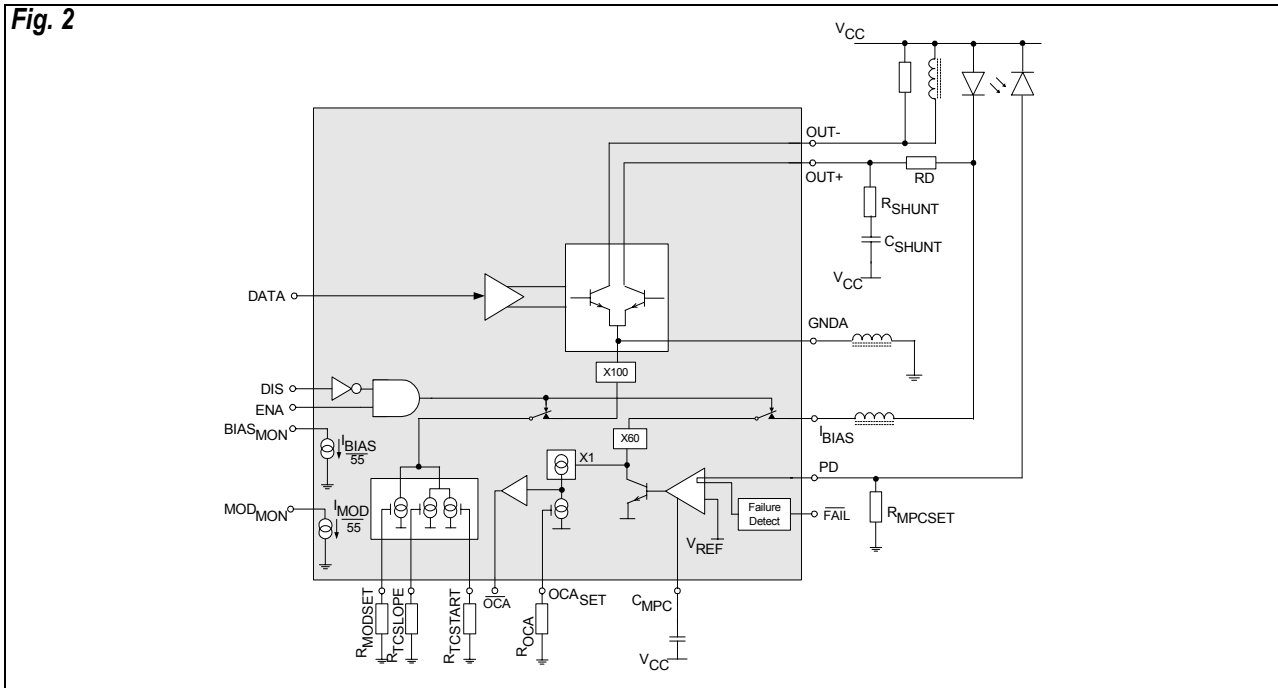 Fig. 2
VCC
OUT-
OUT+
RD
RSHUNT
CSHUNT
VCC
DATA
GNDA
X100
DIS
ENA
IBIAS
BIASMON
IBIAS
55
X60
X1
PD
MODMON
IMOD
55
Failure
Detect
FAIL
RMPCSET
VREF
RMODSET
RTCSLOPE
RTCSTART
OCA
ROCA
OCASET
CMPC
VCC